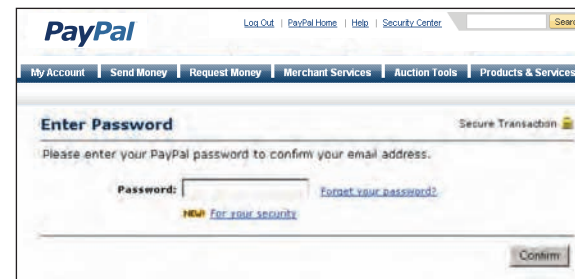 PayPal
Log Out | PayPal Home | Help | Security Center
Searc
My Account Send Money Request Money Merchant Services Auction Tools Products & Services
Enter Password
Secure Transaction
Please enter your PayPal password to confirm your email address.
Password:
Forget your password?
NEW! For your security
Confirm